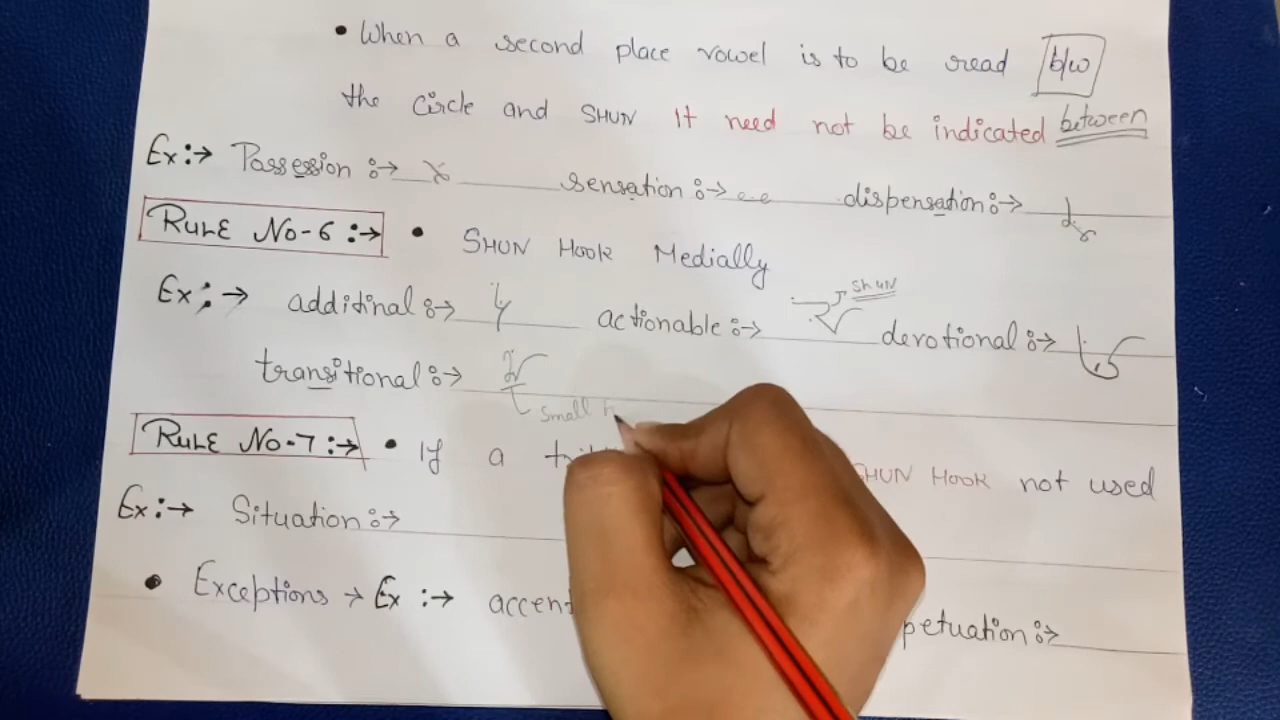 • When a second place vowel is to be read b/w
the Circle and SHUN It need not be indicated between
Ex:→ Possession :→ sensation :→ dispensation :→
RULE NO-6 :→ • SHUN Hook Medially
Ex:→ additinal :→ actionable :→ SHUN devotional :→
transitional :→
small h
RULE NO-7 :→ • If a SHUN HOOK not used
Ex:→ Situation :→
• Exceptions → Ex :→ petuation :→